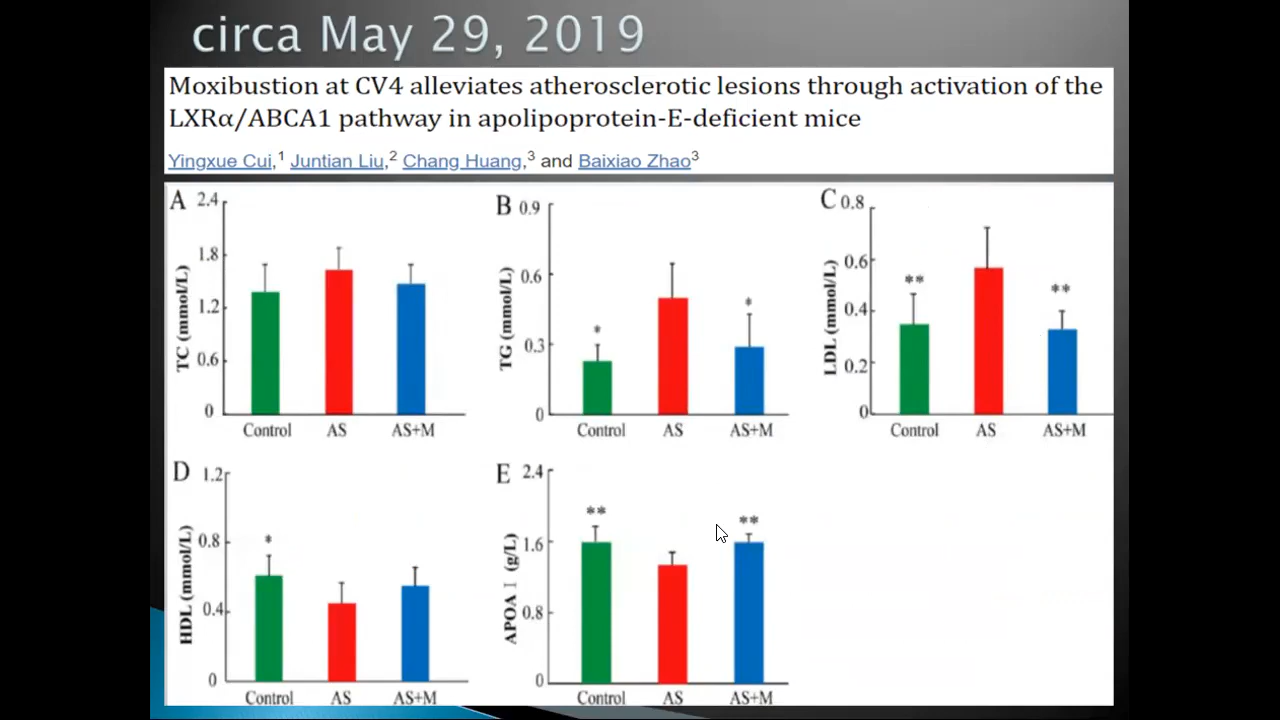 circa May 29, 2019
Moxibustion at CV4 alleviates atherosclerotic lesions through activation of the
LXRα/ABCA1 pathway in apolipoprotein-E-deficient mice
Yingxue Cui,¹ Juntian Liu,² Chang Huang,³ and Baixiao Zhao³
A
TC (mmol/L)
2.4
1.8
1.2
0.6
0
Control AS AS+M
B
TG (mmol/L)
0.9
0.6
0.3
0
*
*
Control AS AS+M
C
LDL (mmol/L)
0.8
0.6
0.4
0.2
0
**
**
Control AS AS+M
D
HDL (mmol/L)
1.2
0.8
0.4
0
*
Control AS AS+M
E
APOA I (g/L)
2.4
1.6
0.8
0
**
**
Control AS AS+M